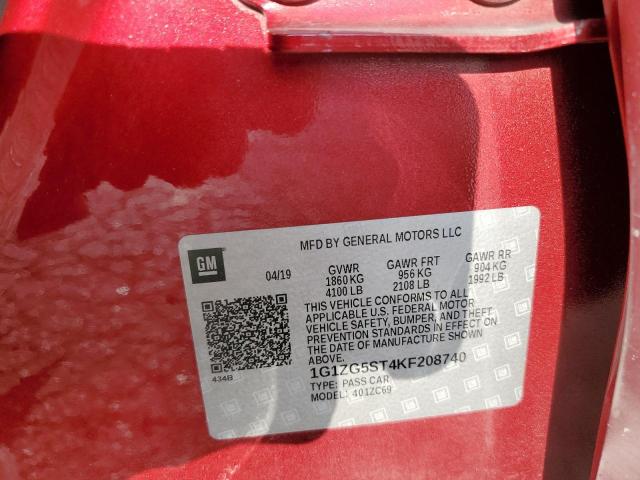 MFD BY GENERAL MOTORS LLC
GM
04/19
GVWR GAWR FRT GAWR RR
1860 KG 956 KG 904 KG
4100 LB 2108 LB 1992 LB
THIS VEHICLE CONFORMS TO ALL
APPLICABLE U.S. FEDERAL MOTOR
VEHICLE SAFETY, BUMPER, AND THEFT
PREVENTION STANDARDS IN EFFECT ON
THE DATE OF MANUFACTURE SHOWN
ABOVE.
434B
1G1ZG5ST4KF208740
TYPE: PASS CAR
MODEL: 401ZC69